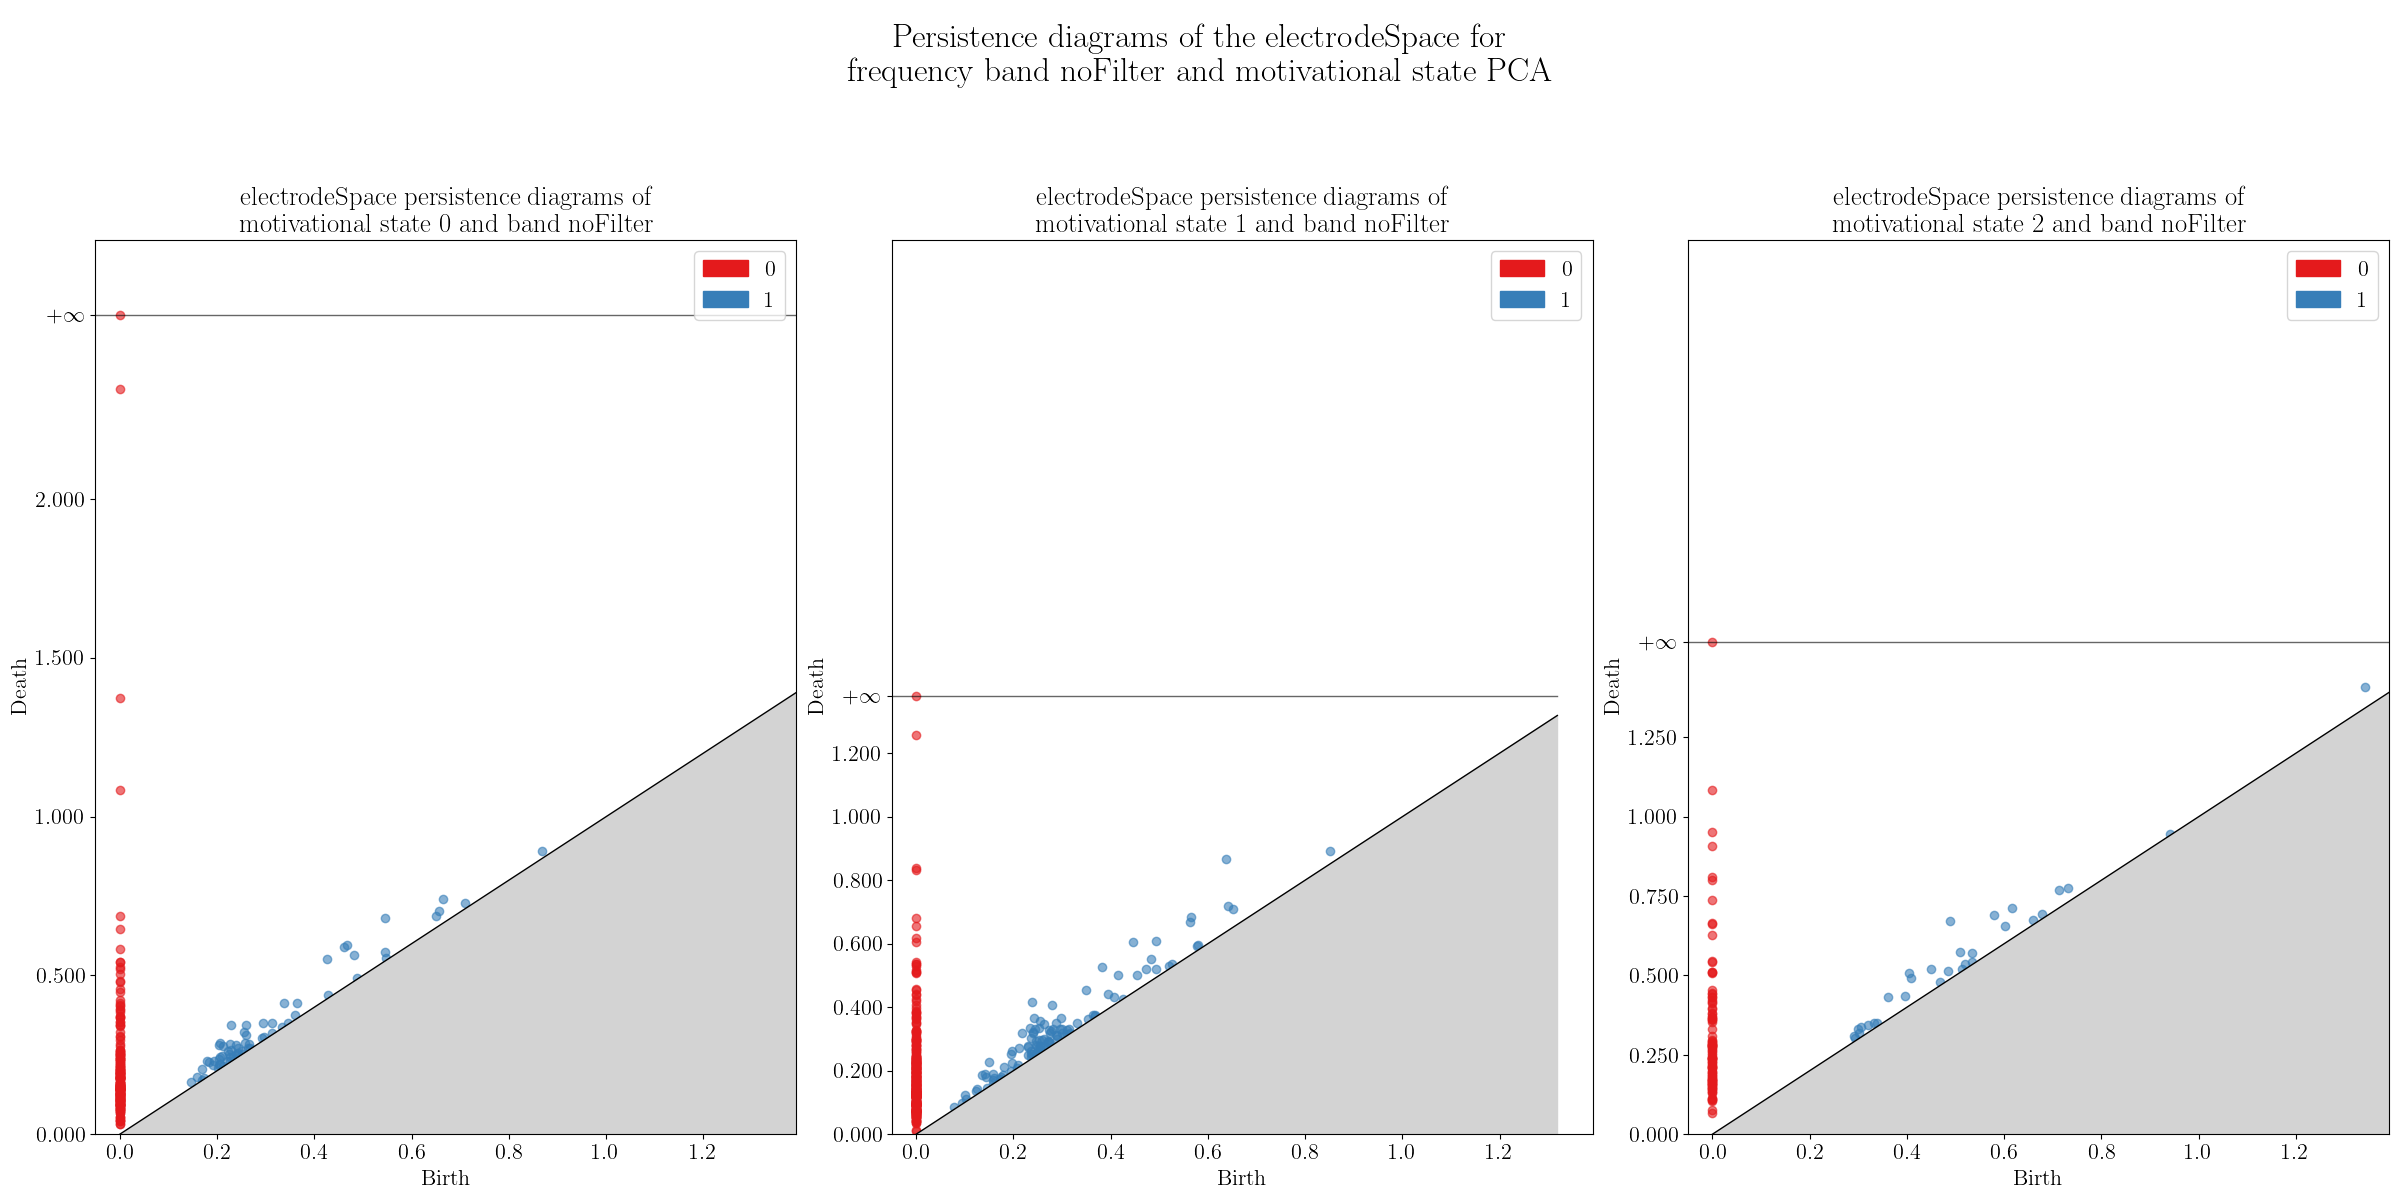 Persistence diagrams of the electrodeSpace for
frequency band noFilter and motivational state PCA
electrodeSpace persistence diagrams of
motivational state 0 and band noFilter
0
1
+∞
2.000
1.500
1.000
0.500
0.000
Death
0.0 0.2 0.4 0.6 0.8 1.0 1.2
Birth
electrodeSpace persistence diagrams of
motivational state 1 and band noFilter
0
1
+∞
1.200
1.000
0.800
0.600
0.400
0.200
0.000
Death
0.0 0.2 0.4 0.6 0.8 1.0 1.2
Birth
electrodeSpace persistence diagrams of
motivational state 2 and band noFilter
0
1
+∞
1.250
1.000
0.750
0.500
0.250
0.000
Death
0.0 0.2 0.4 0.6 0.8 1.0 1.2
Birth